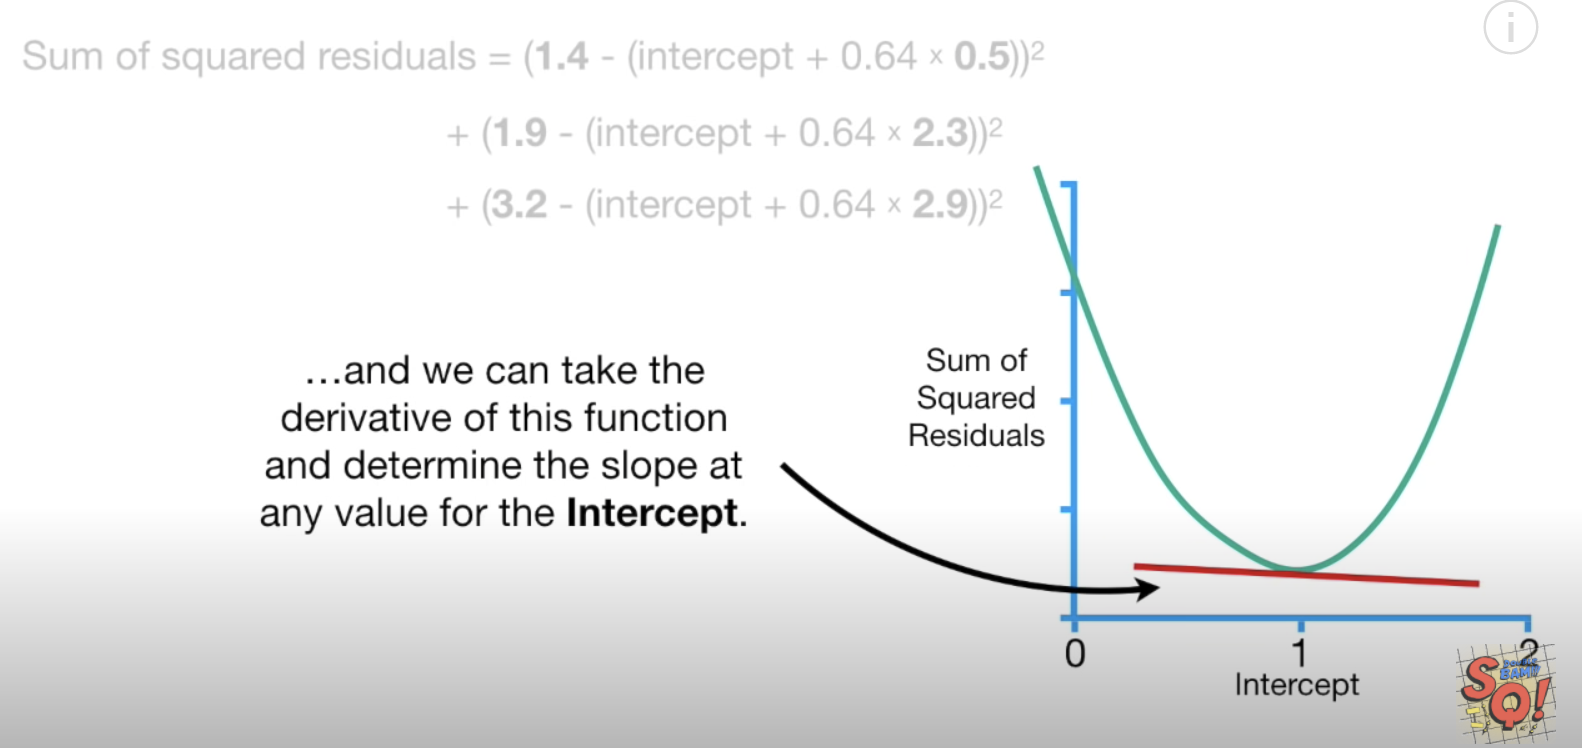 Sum of squared residuals = (1.4 - (intercept + 0.64 × 0.5))²
+ (1.9 - (intercept + 0.64 × 2.3))²
+ (3.2 - (intercept + 0.64 × 2.9))²
i
...and we can take the
derivative of this function
and determine the slope at
any value for the Intercept.
Sum of
Squared
Residuals
0 1 2
Intercept
SQ!
BAM!